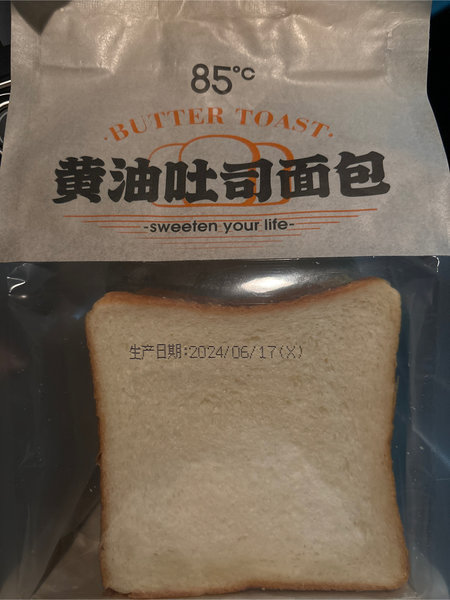 85℃
·BUTTER TOAST·
黄油吐司面包
-sweeten your life-
生产日期:2024/06/17(X)